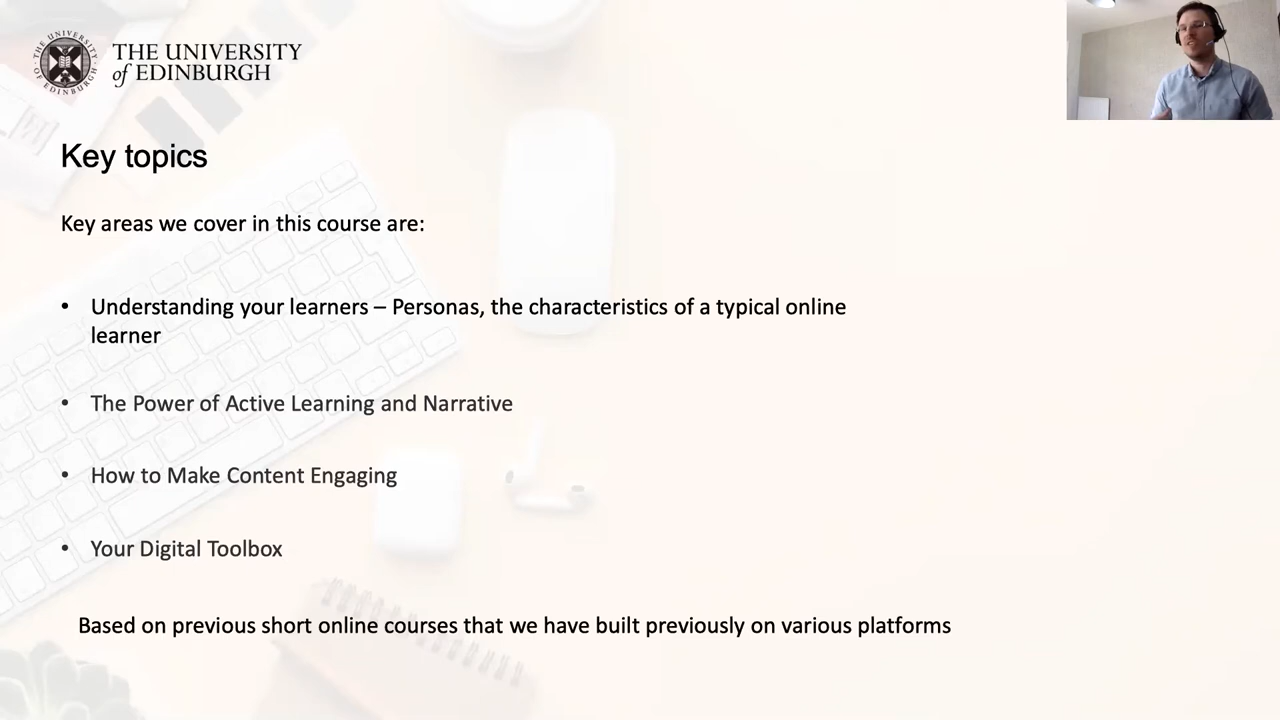 THE UNIVERSITY
of EDINBURGH
Key topics
Key areas we cover in this course are:
• Understanding your learners – Personas, the characteristics of a typical online
learner
• The Power of Active Learning and Narrative
• How to Make Content Engaging
• Your Digital Toolbox
Based on previous short online courses that we have built previously on various platforms